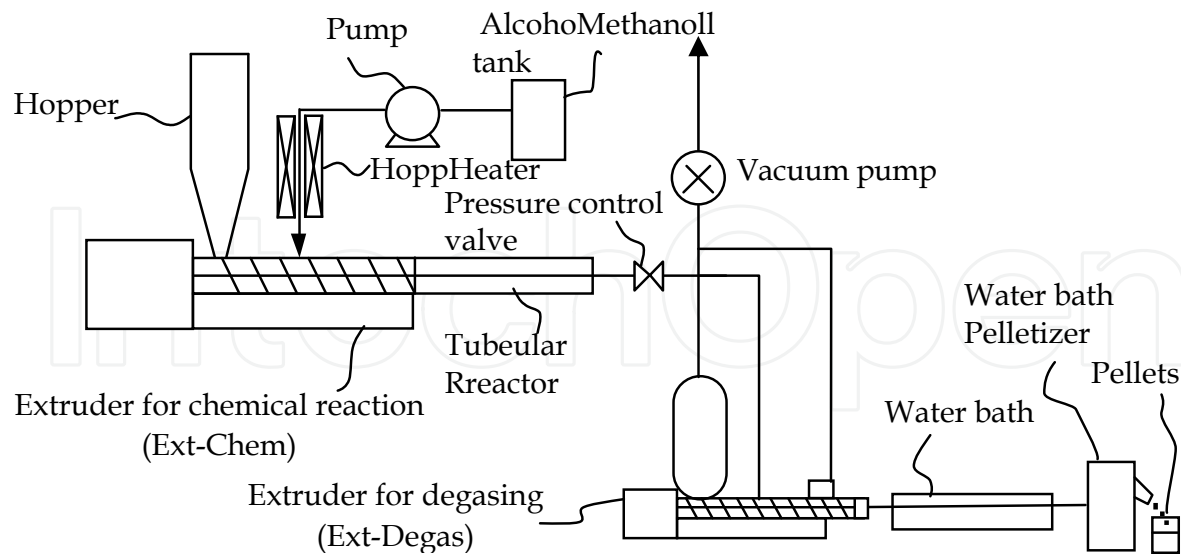 Pump
AlcohoMethanoll
tank
Hopper
HoppHeater
Vacuum pump
Pressure control
valve
Water bath
Pelletizer
Tubeular
Rreactor
Pellets
Extruder for chemical reaction
(Ext-Chem)
Water bath
Extruder for degasing
(Ext-Degas)
IntechOpen